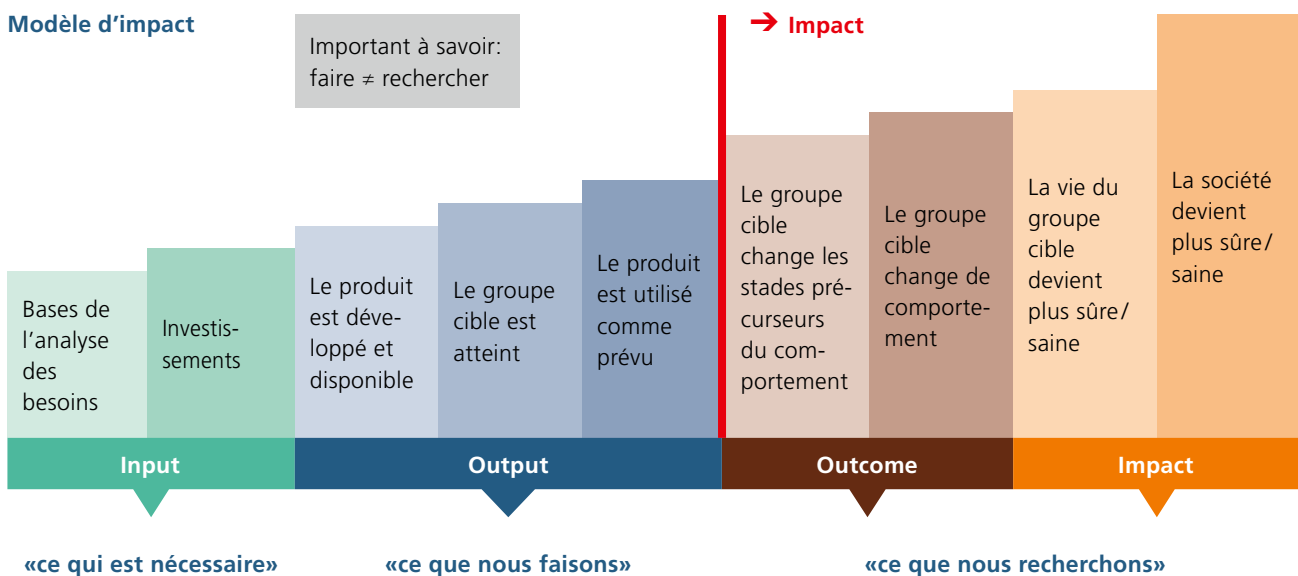 Modèle d’impact
Important à savoir:
faire ≠ rechercher
➔ Impact
Bases de
l’analyse
des
besoins
Investis-
sements
Le produit
est déve-
loppé et
disponible
Le groupe
cible est
atteint
Le produit
est utilisé
comme
prévu
Le groupe
cible
change les
stades pré-
curseurs
du com-
portement
Le groupe
cible
change de
comporte-
ment
La vie du
groupe
cible
devient
plus sûre/
saine
La société
devient
plus sûre/
saine
Input
Output
Outcome
Impact
«ce qui est nécessaire»
«ce que nous faisons»
«ce que nous recherchons»